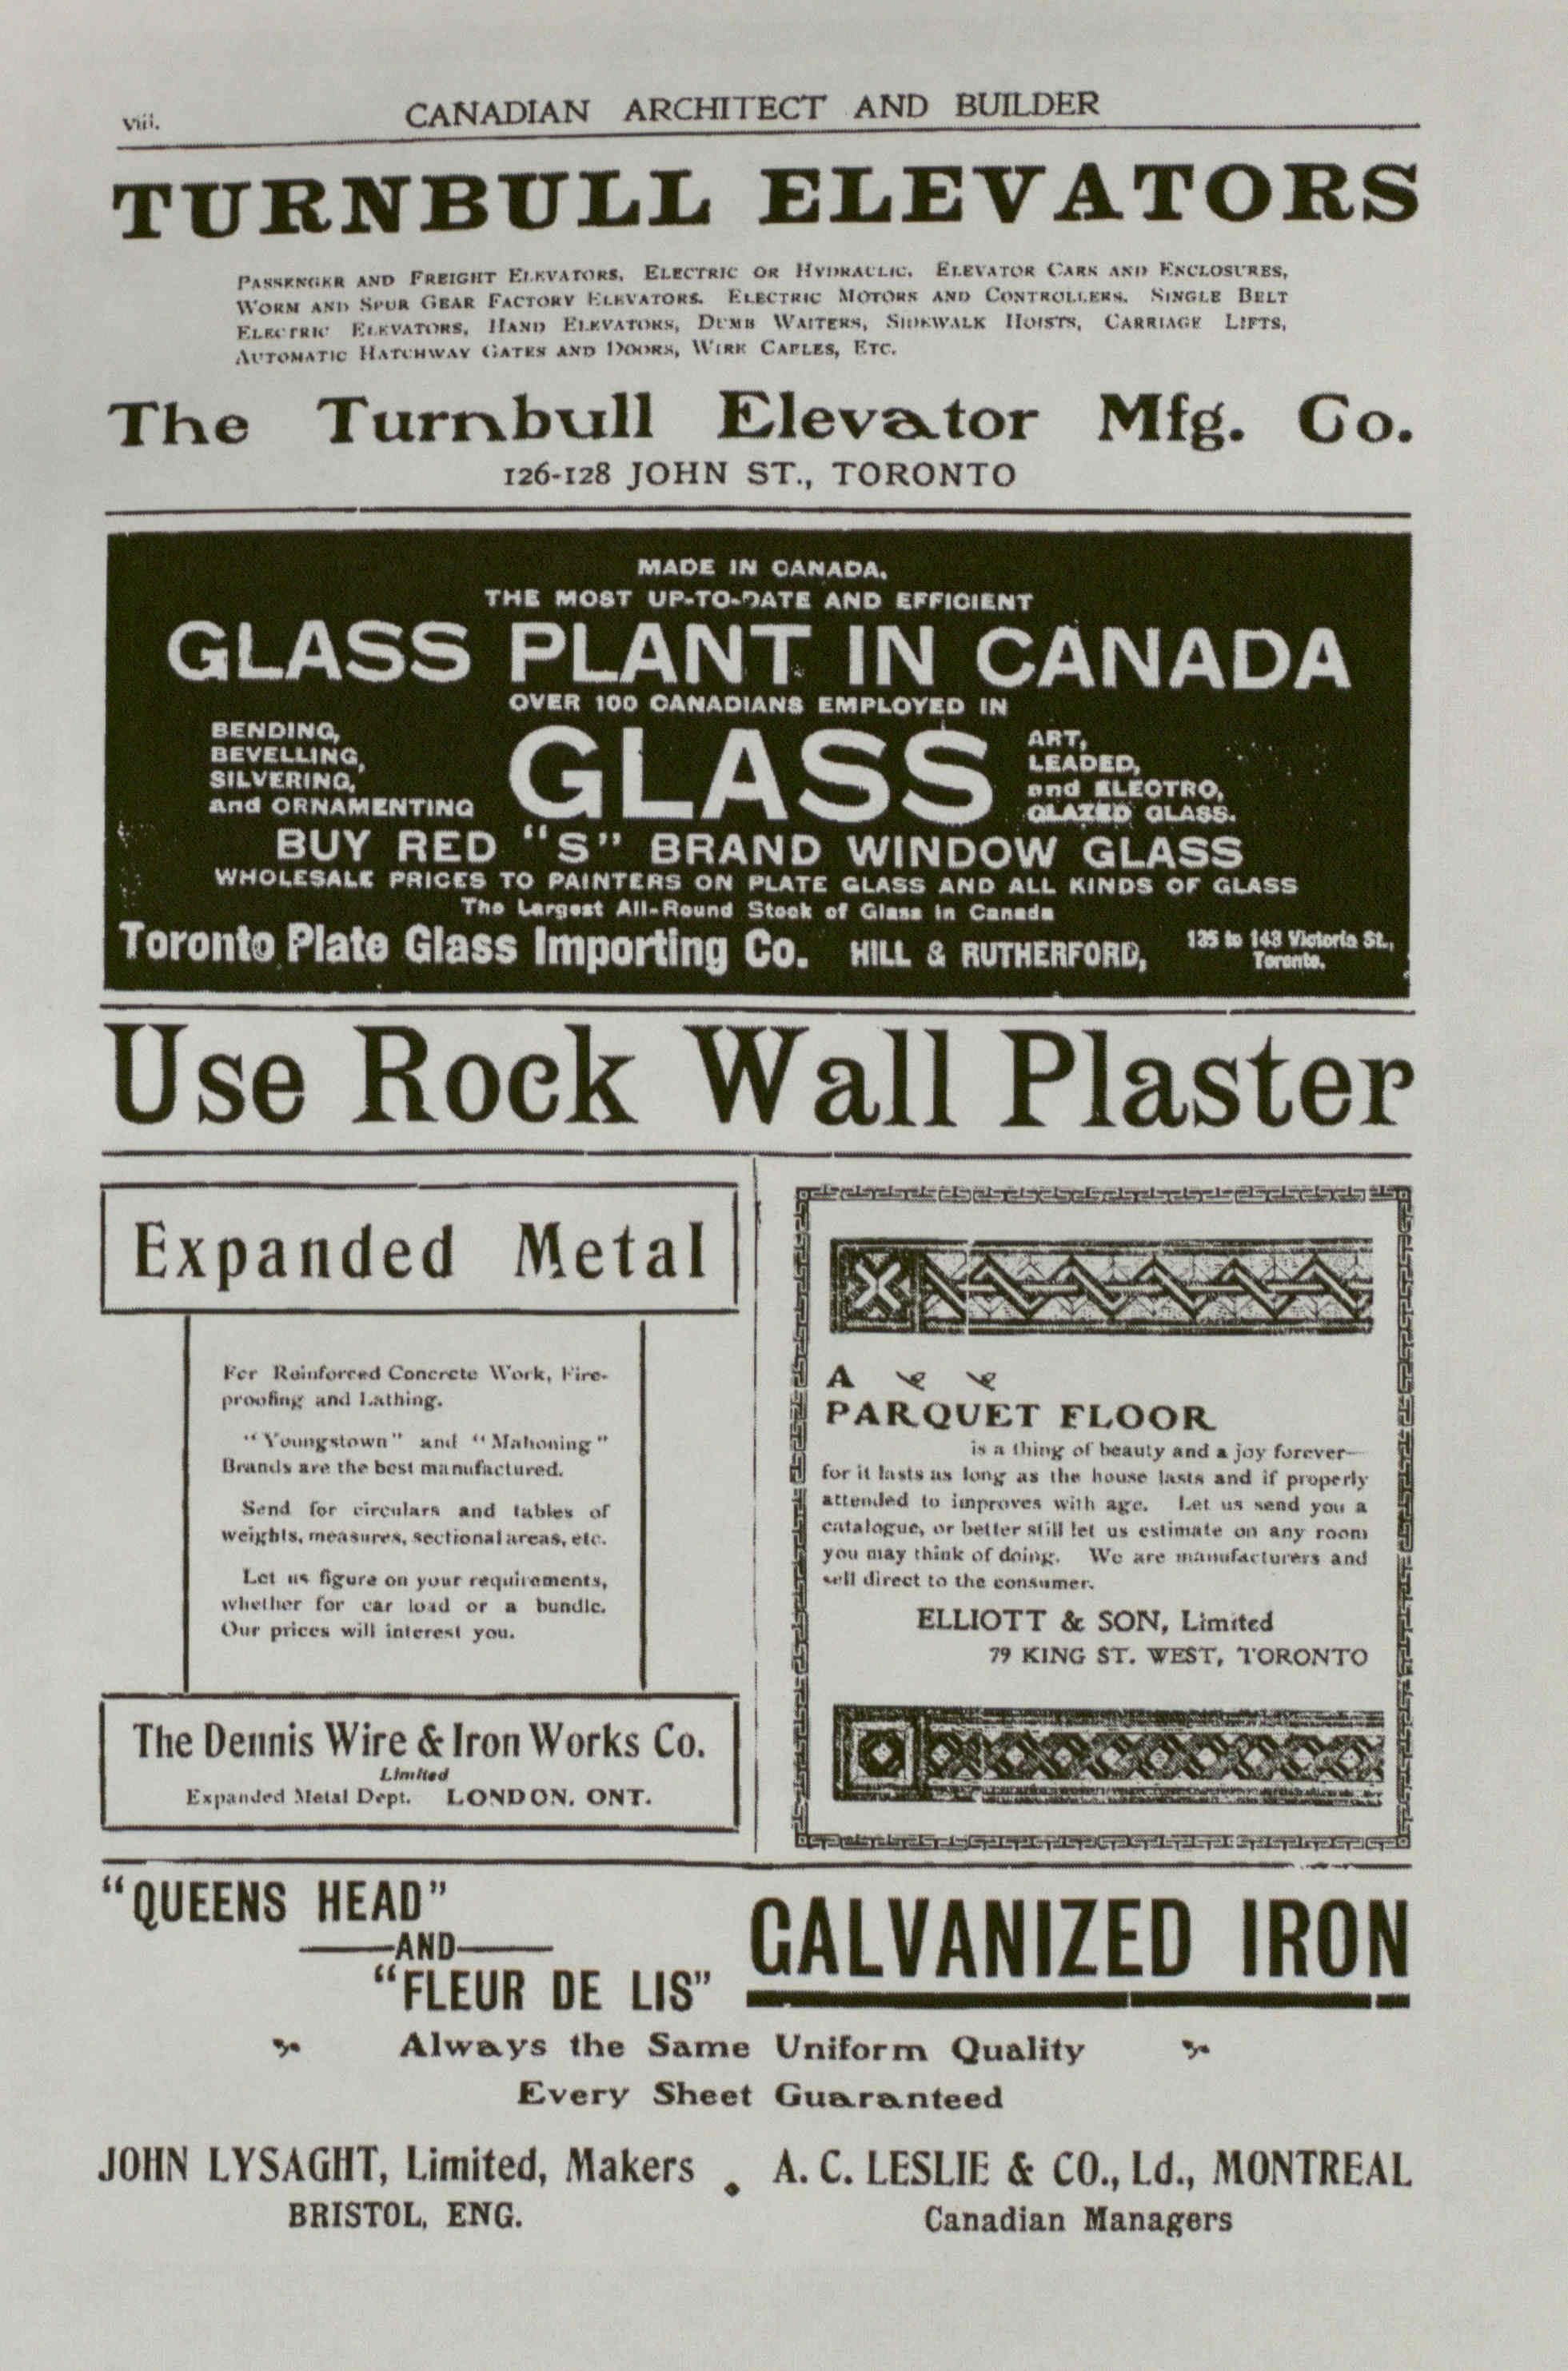 viii.
CANADIAN ARCHITECT AND BUILDER
TURNBULL ELEVATORS
PASSENGER AND FREIGHT ELEVATORS, ELECTRIC OR HYDRAULIC. ELEVATOR CARS AND ENCLOSURES,
WORM AND SPUR GEAR FACTORY ELEVATORS. ELECTRIC MOTORS AND CONTROLLERS. SINGLE BELT
ELECTRIC ELEVATORS, HAND ELEVATORS, DUMB WAITERS, SIDEWALK HOISTS, CARRIAGE LIFTS,
AUTOMATIC HATCHWAY GATES AND DOORS, WIRE CABLES, ETC.
The Turnbull Elevator Mfg. Co.
126-128 JOHN ST., TORONTO
MADE IN CANADA.
THE MOST UP-TO-DATE AND EFFICIENT
GLASS PLANT IN CANADA
OVER 100 CANADIANS EMPLOYED IN
BENDING,
BEVELLING,
SILVERING,
and ORNAMENTING
GLASS
ART,
LEADED,
and ELECTRO,
GLAZED GLASS.
BUY RED "S" BRAND WINDOW GLASS
WHOLESALE PRICES TO PAINTERS ON PLATE GLASS AND ALL KINDS OF GLASS
The Largest All-Round Stock of Glass in Canada
Toronto Plate Glass Importing Co. HILL & RUTHERFORD, 135 to 143 Victoria St.,
Toronto.
Use Rock Wall Plaster
Expanded Metal
For Reinforced Concrete Work, Fire-
proofing and Lathing.
"Youngstown" and "Mahoning"
Brands are the best manufactured.
Send for circulars and tables of
weights, measures, sectional areas, etc.
Let us figure on your requirements,
whether for car load or a bundle.
Our prices will interest you.
The Dennis Wire & Iron Works Co.
Limited
Expanded Metal Dept. LONDON, ONT.
A
PARQUET FLOOR
is a thing of beauty and a joy forever—
for it lasts as long as the house lasts and if properly
attended to improves with age. Let us send you a
catalogue, or better still let us estimate on any room
you may think of doing. We are manufacturers and
sell direct to the consumer.
ELLIOTT & SON, Limited
79 KING ST. WEST, TORONTO
"QUEENS HEAD"
AND
"FLEUR DE LIS"
GALVANIZED IRON
Always the Same Uniform Quality
Every Sheet Guaranteed
JOHN LYSAGHT, Limited, Makers
BRISTOL, ENG.
A. C. LESLIE & CO., Ld., MONTREAL
Canadian Managers